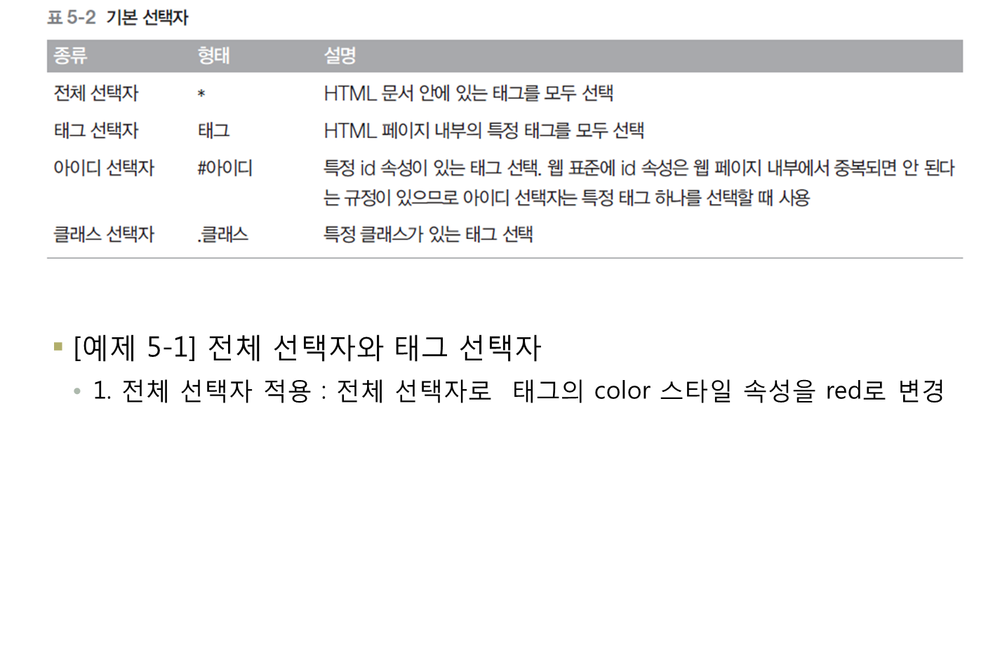 표 5-2 기본 선택자
종류 형태 설명
전체 선택자 * HTML 문서 안에 있는 태그를 모두 선택
태그 선택자 태그 HTML 페이지 내부의 특정 태그를 모두 선택
아이디 선택자 #아이디 특정 id 속성이 있는 태그 선택. 웹 표준에 id 속성은 웹 페이지 내부에서 중복되면 안 된다
는 규정이 있으므로 아이디 선택자는 특정 태그 하나를 선택할 때 사용
클래스 선택자 .클래스 특정 클래스가 있는 태그 선택
▪ [예제 5-1] 전체 선택자와 태그 선택자
• 1. 전체 선택자 적용 : 전체 선택자로 태그의 color 스타일 속성을 red로 변경